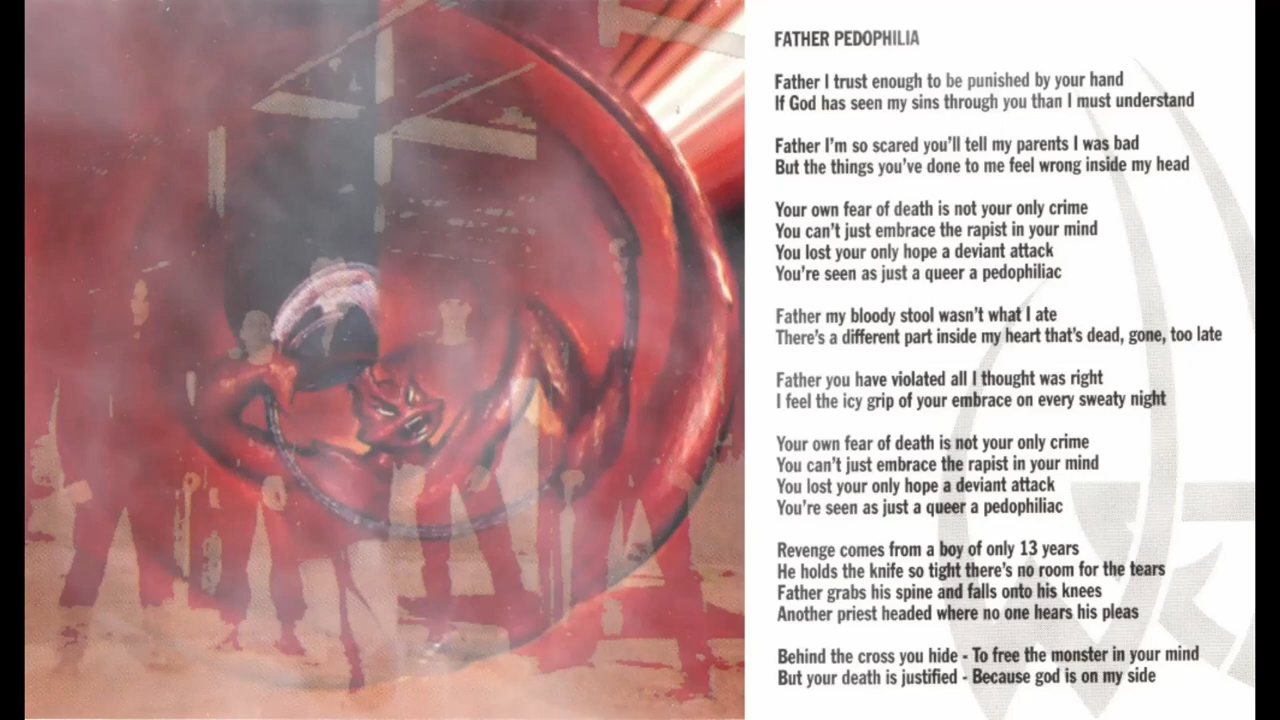 FATHER PEDOPHILIA
Father I trust enough to be punished by your hand
If God has seen my sins through you than I must understand
Father I'm so scared you'll tell my parents I was bad
But the things you've done to me feel wrong inside my head
Your own fear of death is not your only crime
You can't just embrace the rapist in your mind
You lost your only hope a deviant attack
You're seen as just a queer a pedophiliac
Father my bloody stool wasn't what I ate
There's a different part inside my heart that's dead, gone, too late
Father you have violated all I thought was right
I feel the icy grip of your embrace on every sweaty night
Your own fear of death is not your only crime
You can't just embrace the rapist in your mind
You lost your only hope a deviant attack
You're seen as just a queer a pedophiliac
Revenge comes from a boy of only 13 years
He holds the knife so tight there's no room for the tears
Father grabs his spine and falls onto his knees
Another priest headed where no one hears his pleas
Behind the cross you hide - To free the monster in your mind
But your death is justified - Because god is on my side